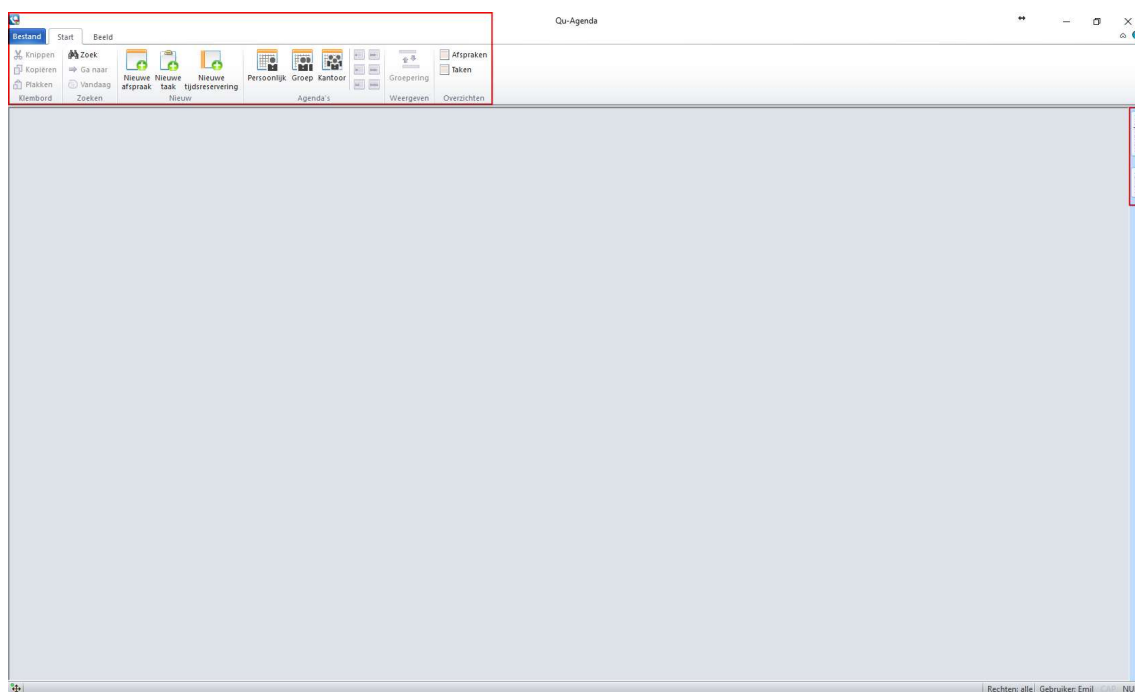 Qu-Agenda
Bestand Start Beeld
Knippen Zoek Afspraken
Kopiëren Ga naar Taken
Plakken Vandaag
Nieuwe afspraak
Nieuwe taak
Nieuwe tijdsreservering
Persoonlijk Groep Kantoor
Groepering
Klembord Zoeken Nieuw Agenda's Weergeven Overzichten
Rechten: alle Gebruiker: Emil CAP NU